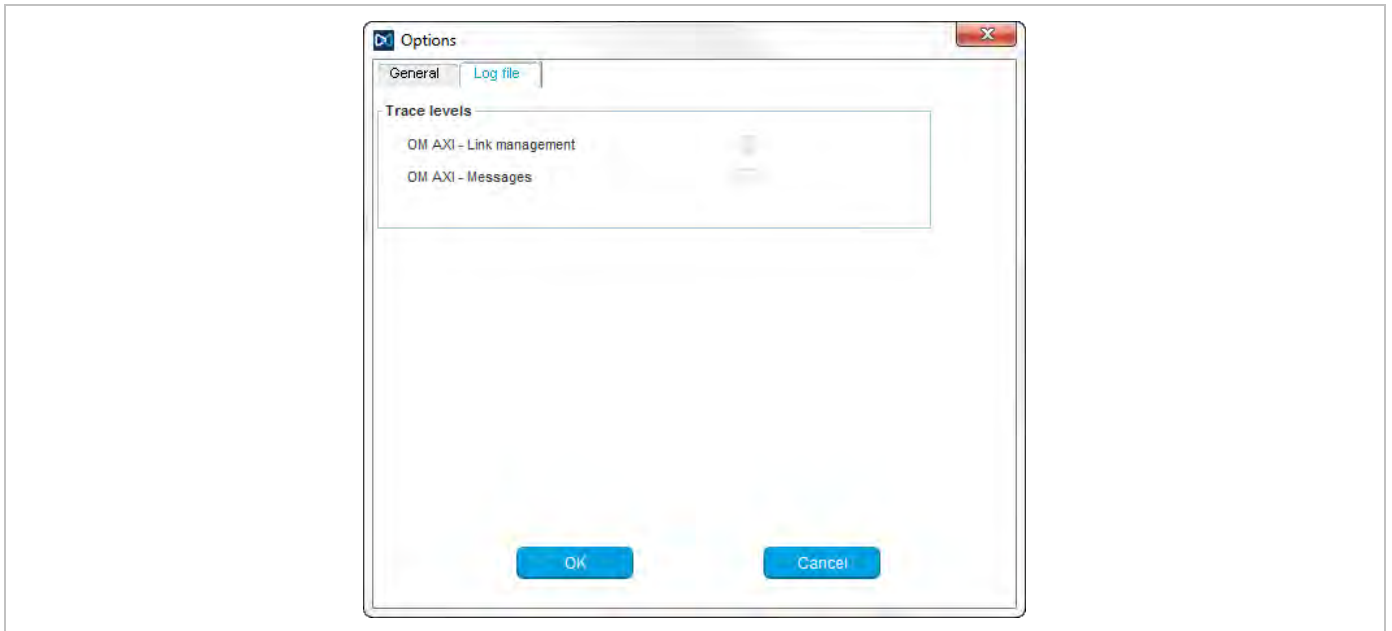 Options
General
Log file
Trace levels
OM AXI - Link management
OM AXI - Messages
OK
Cancel